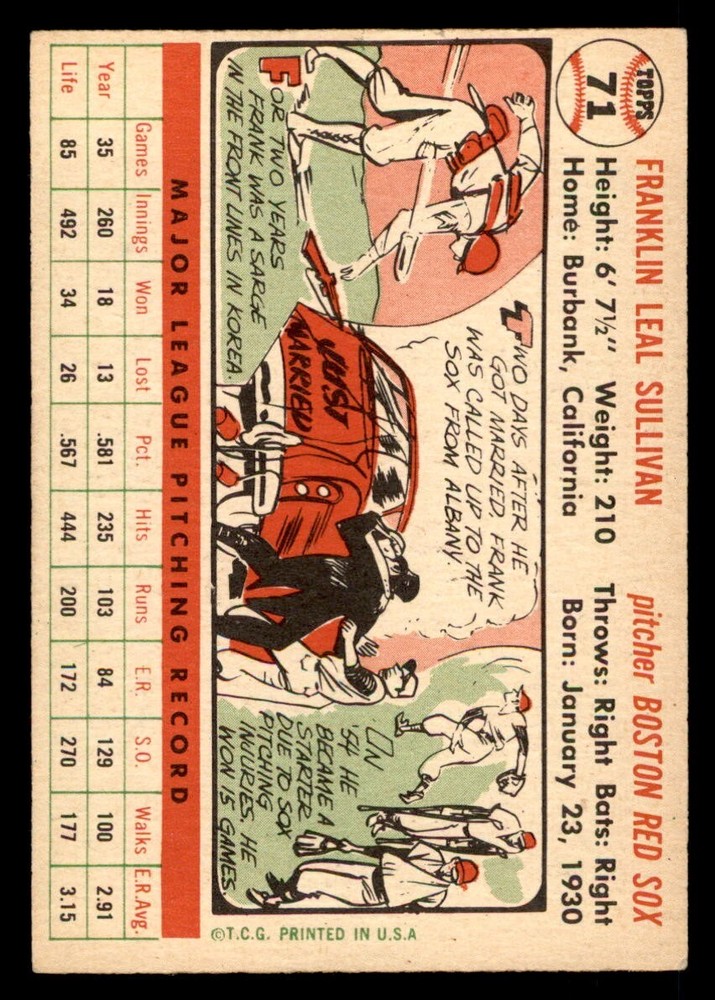 TOPPS
71
FRANKLIN LEAL SULLIVAN
pitcher BOSTON RED SOX
Height: 6' 7½" Weight: 210 Throws: Right Bats: Right
Home: Burbank, California Born: January 23, 1930
FOR TWO YEARS
FRANK WAS A SARGE
IN THE FRONT LINES IN KOREA.
TWO DAYS AFTER HE
GOT MARRIED, FRANK
WAS CALLED UP TO THE
SOX FROM ALBANY.
JUST
MARRIED
IN
'54 HE
BECAME A
STARTER
DUE TO SOX
PITCHING
INJURIES, HE
WON 15 GAMES
©T.C.G. PRINTED IN U.S.A
MAJOR LEAGUE PITCHING RECORD
Games Innings Won Lost Pct. Hits Runs E.R. S.O. Walks E.R.Avg.
Year 35 260 18 13 .581 235 103 84 129 100 2.91
Life 85 492 34 26 .567 444 200 172 270 177 3.15